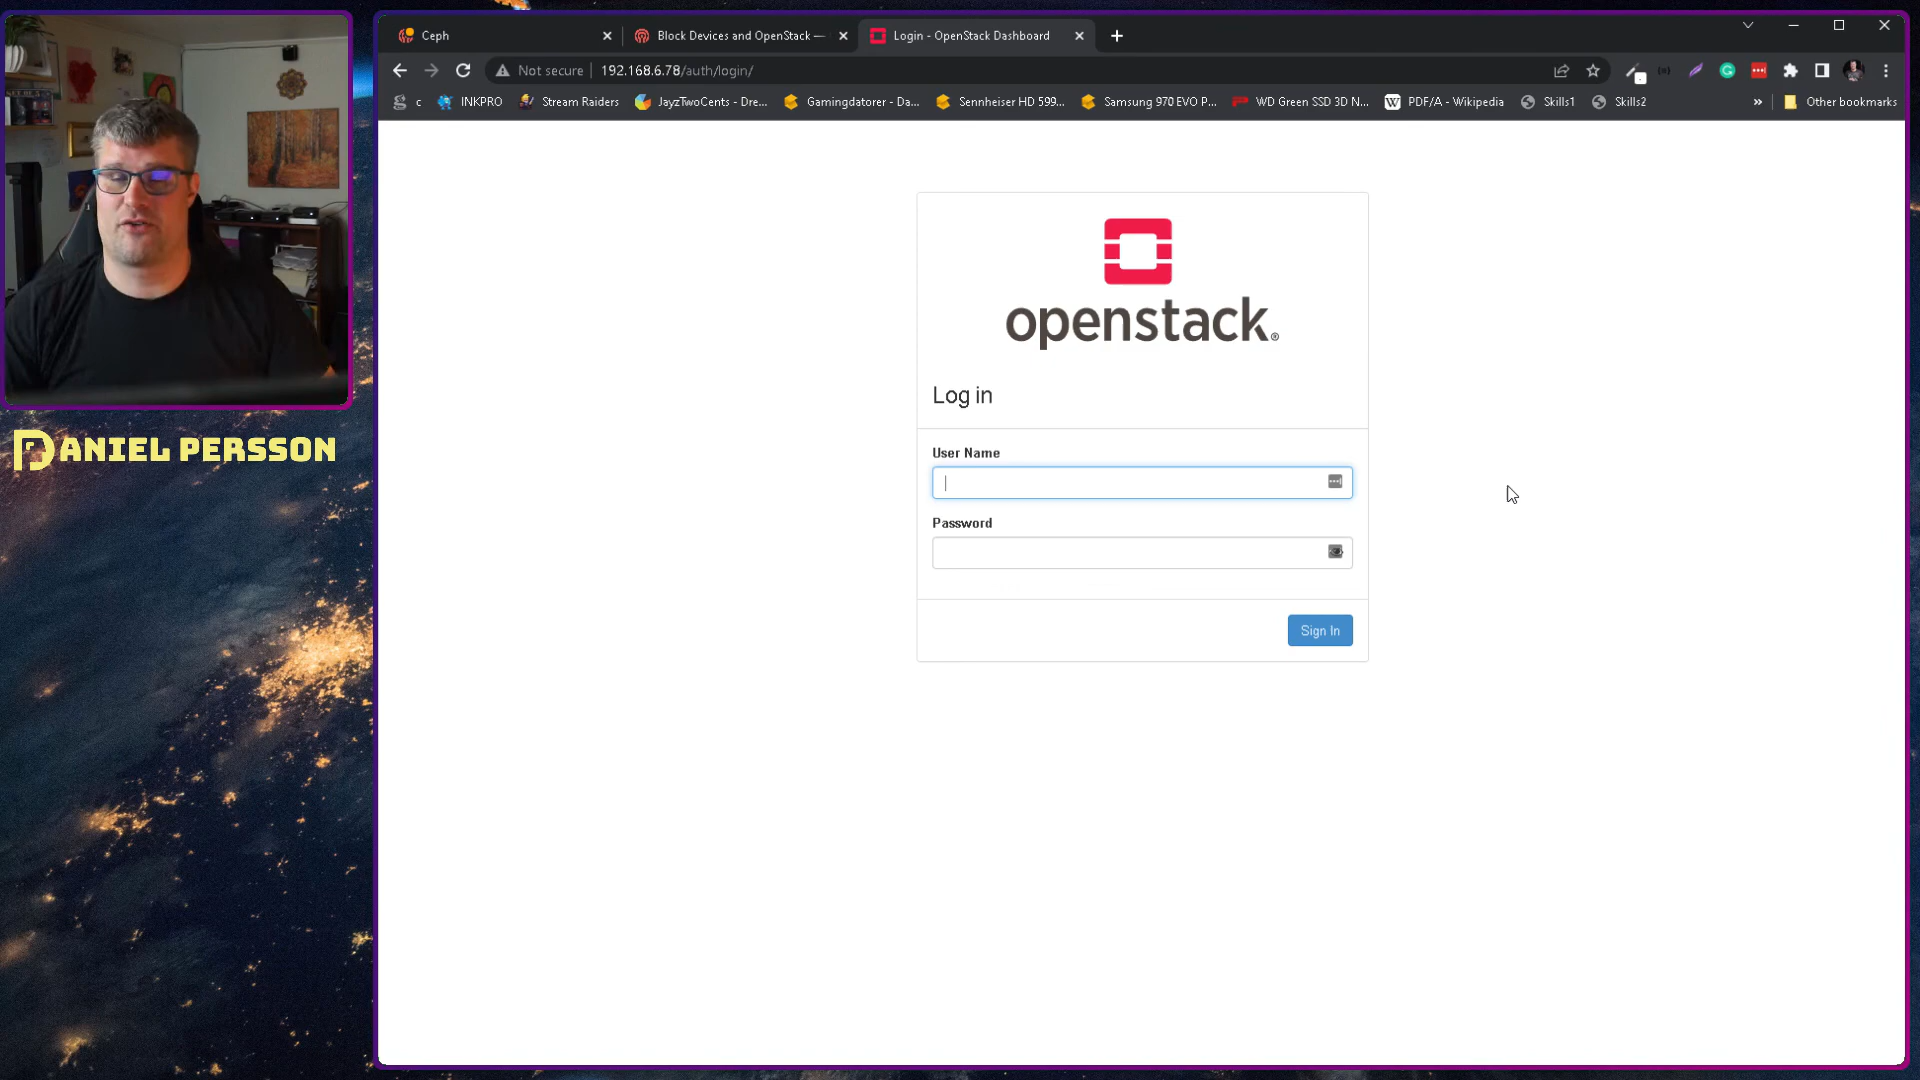 Ceph
Block Devices and OpenStack —
Login - OpenStack Dashboard
Not secure
192.168.6.78/auth/login/
c
INKPRO
Stream Raiders
JayzTwoCents - Dre...
Gamingdatorer - Da...
Sennheiser HD 599...
Samsung 970 EVO P...
WD Green SSD 3D N...
W PDF/A - Wikipedia
Skills1
Skills2
»
Other bookmarks
openstack®
Log in
User Name
Password
Sign In
DANIEL PERSSON